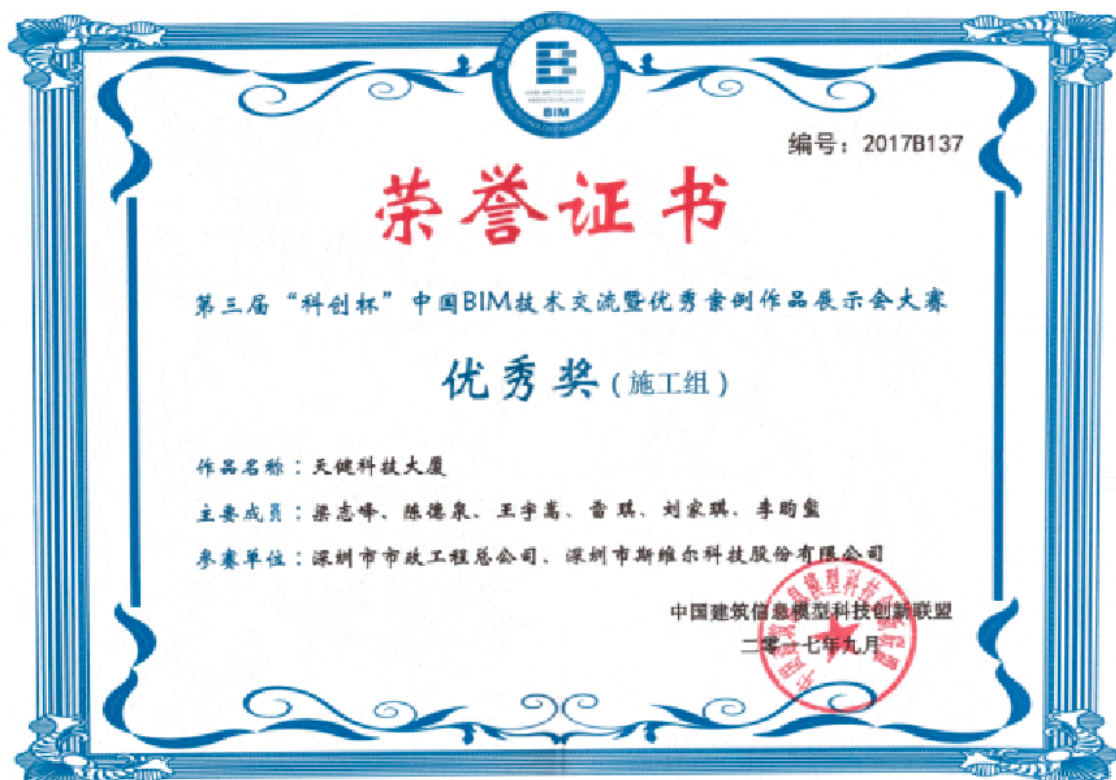 BIM
编号：2017B137
荣誉证书
第三届“科创杯”中国BIM技术交流暨优秀案例作品展示会大赛
优秀奖（施工组）
作品名称：天健科技大厦
主要成员：梁志峰、陈德泉、王宇嵩、雷琪、刘家琪、李昀玺
参赛单位：深圳市市政工程总公司、深圳市斯维尔科技股份有限公司
中国建筑信息模型科技创新联盟
二零一七年九月